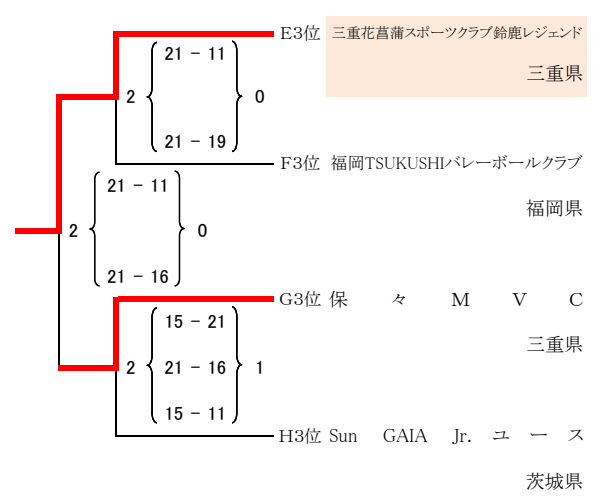 E3位 三重花菖蒲スポーツクラブ鈴鹿レジェンド
三重県
21 − 11
2 0
21 − 19
F3位 福岡TSUKUSHIバレーボールクラブ
福岡県
21 − 11
2 0
21 − 16
G3位 保々MVC
三重県
15 − 21
2 21 − 16 1
15 − 11
H3位 Sun GAIA Jr.ユース
茨城県